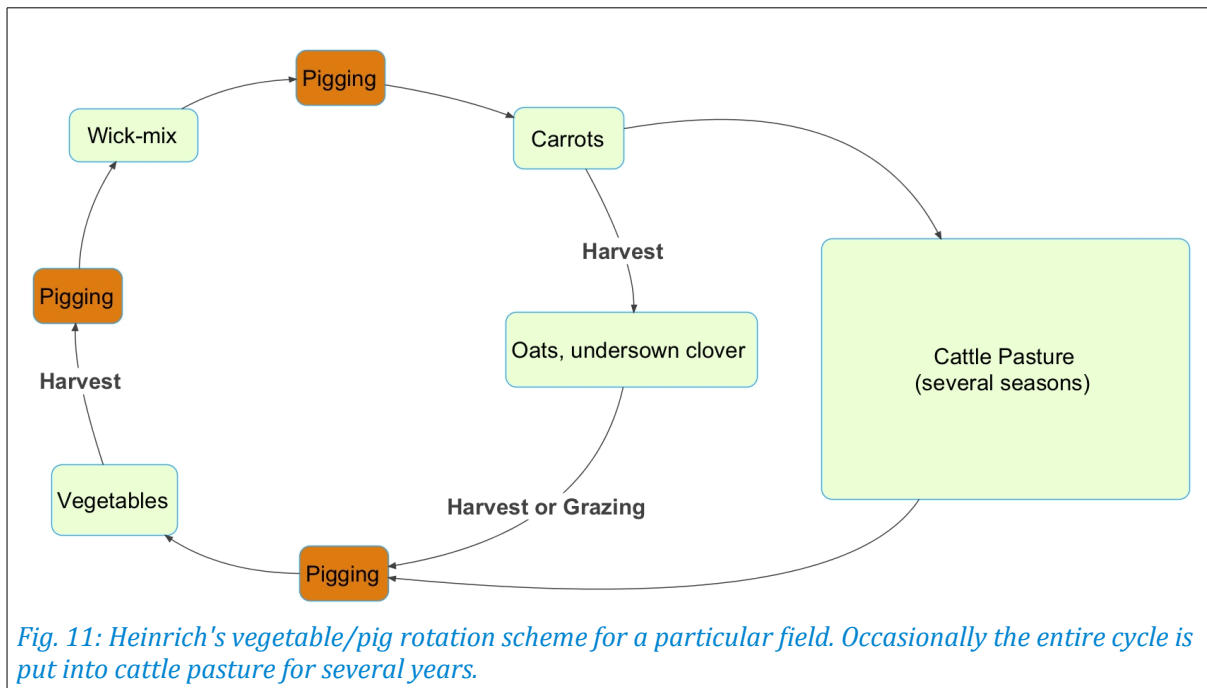 Pigging
Wick-mix
Carrots
Harvest
Pigging
Oats, undersown clover
Cattle Pasture
(several seasons)
Harvest
Vegetables
Harvest or Grazing
Pigging
Fig. 11: Heinrich's vegetable/pig rotation scheme for a particular field. Occasionally the entire cycle is
put into cattle pasture for several years.